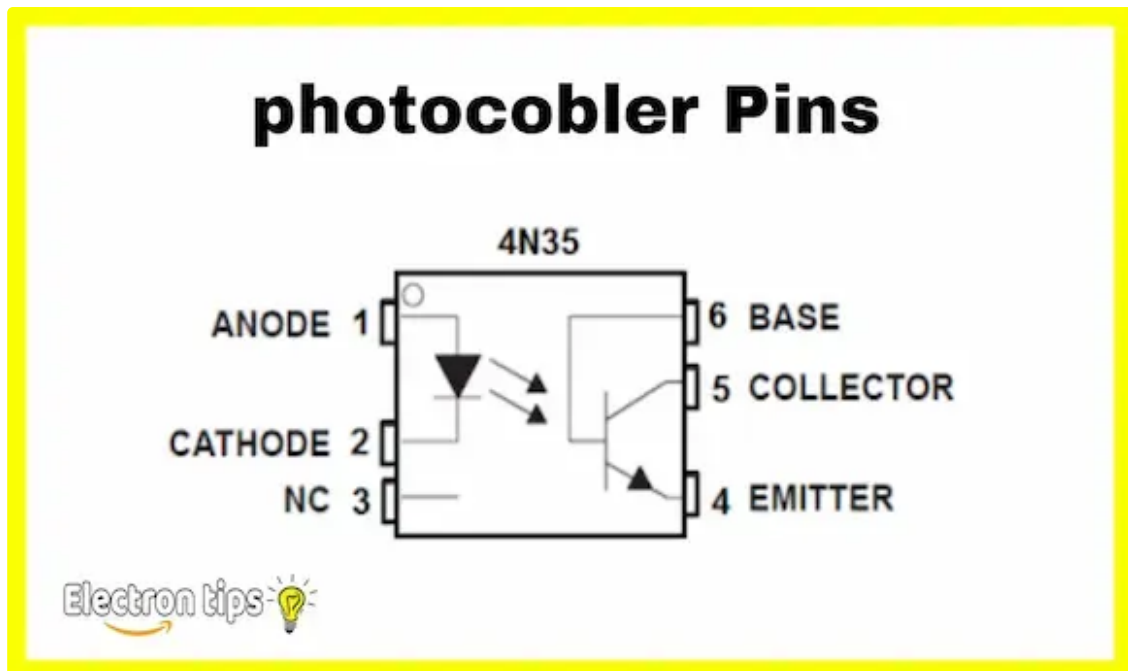 photocobler Pins
4N35
ANODE 1
CATHODE 2
NC 3
6 BASE
5 COLLECTOR
4 EMITTER
Electron tips